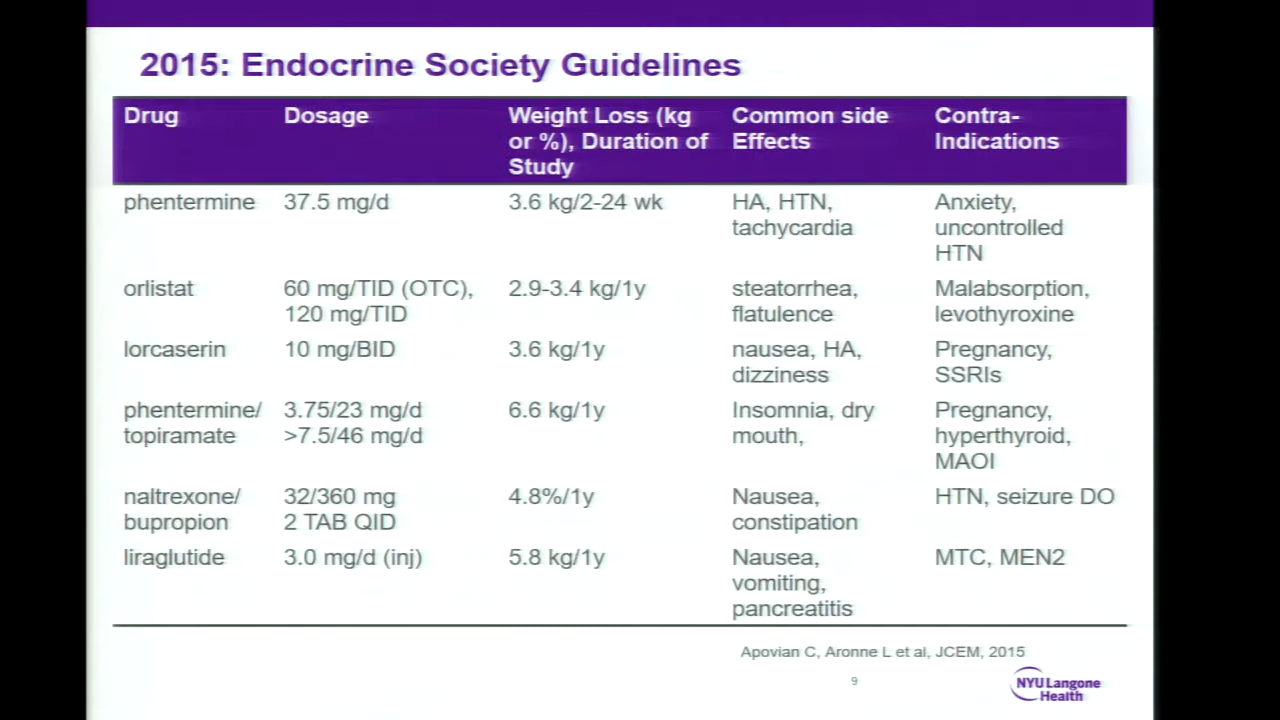 2015: Endocrine Society Guidelines
Drug Dosage Weight Loss (kg or %), Duration of Study Common side Effects Contra-Indications
phentermine 37.5 mg/d 3.6 kg/2-24 wk HA, HTN, tachycardia Anxiety, uncontrolled HTN
orlistat 60 mg/TID (OTC), 120 mg/TID 2.9-3.4 kg/1y steatorrhea, flatulence Malabsorption, levothyroxine
lorcaserin 10 mg/BID 3.6 kg/1y nausea, HA, dizziness Pregnancy, SSRIs
phentermine/ topiramate 3.75/23 mg/d >7.5/46 mg/d 6.6 kg/1y Insomnia, dry mouth, Pregnancy, hyperthyroid, MAOI
naltrexone/ bupropion 32/360 mg 2 TAB QID 4.8%/1y Nausea, constipation HTN, seizure DO
liraglutide 3.0 mg/d (inj) 5.8 kg/1y Nausea, vomiting, pancreatitis MTC, MEN2
Apovian C, Aronne L et al, JCEM, 2015
9
NYU Langone
Health